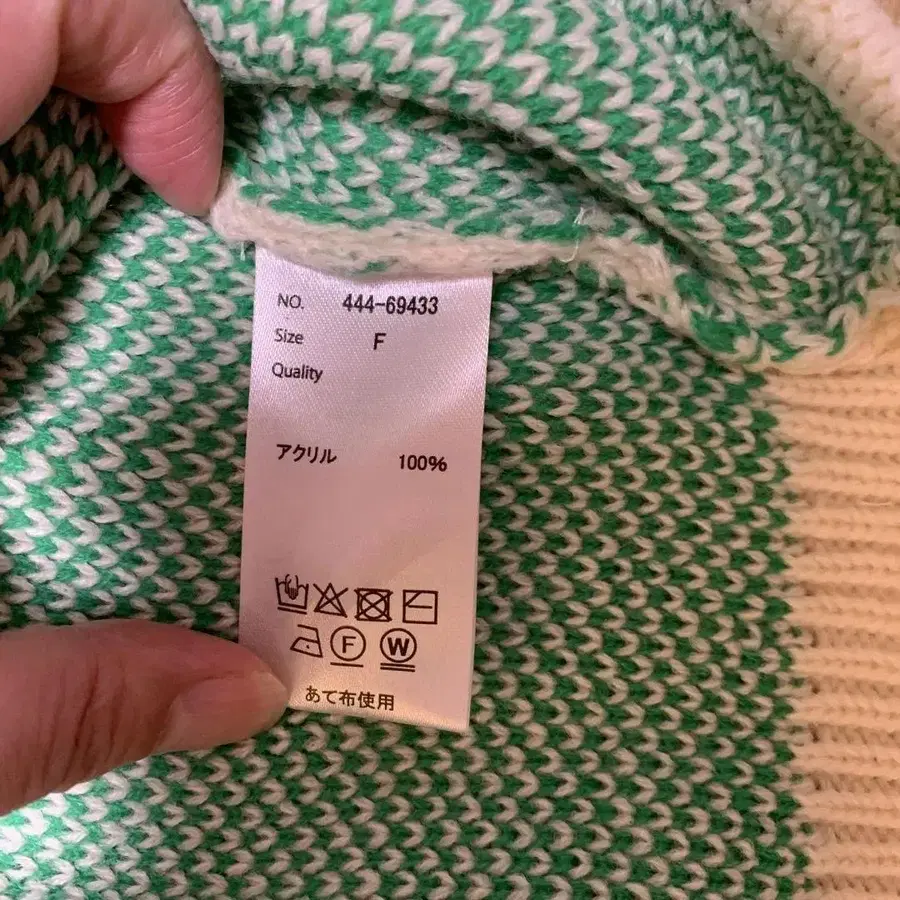 NO. 444-69433
Size F
Quality
アクリル 100%
F W
あて布使用